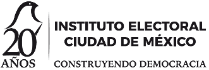 20
AÑOS
INSTITUTO ELECTORAL
CIUDAD DE MÉXICO
CONSTRUYENDO DEMOCRACIA